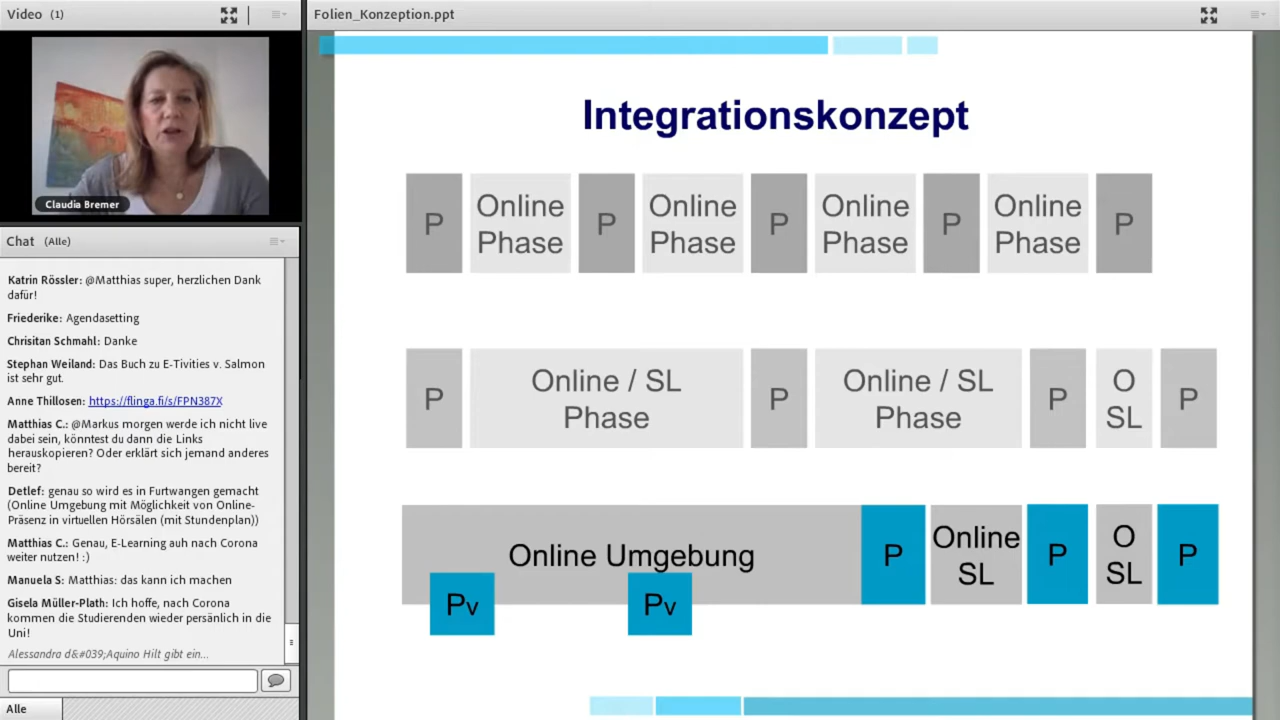 Video (1)
Folien_Konzeption.ppt
Claudia Bremer
Chat (Alle)
Katrin Rössler: @Matthias super, herzlichen Dank
dafür!
Friederike: Agendasetting
Chrisitan Schmahl: Danke
Stephan Weiland: Das Buch zu E-Tivities v. Salmon
ist sehr gut.
Anne Thillosen: https://flinga.fi/s/FPN387X
Matthias C.: @Markus morgen werde ich nicht live
dabei sein, könntest du dann die Links
herauskopieren? Oder erklärt sich jemand anderes
bereit?
Detlef: genau so wird es in Furtwangen gemacht
(Online Umgebung mit Möglichkeit von Online-
Präsenz in virtuellen Hörsälen (mit Stundenplan))
Matthias C.: Genau, E-Learning auh nach Corona
weiter nutzen! :)
Manuela S: Matthias: das kann ich machen
Gisela Müller-Plath: Ich hoffe, nach Corona
kommen die Studierenden wieder persönlich in die
Uni!
Alessandra d&#039;Aquino Hilt gibt ein...
Alle
Integrationskonzept
P
Online
Phase
P
Online
Phase
P
Online
Phase
P
Online
Phase
P
P
Online / SL
Phase
P
Online / SL
Phase
P
O
SL
P
Online Umgebung
Pv
Pv
P
Online
SL
P
O
SL
P